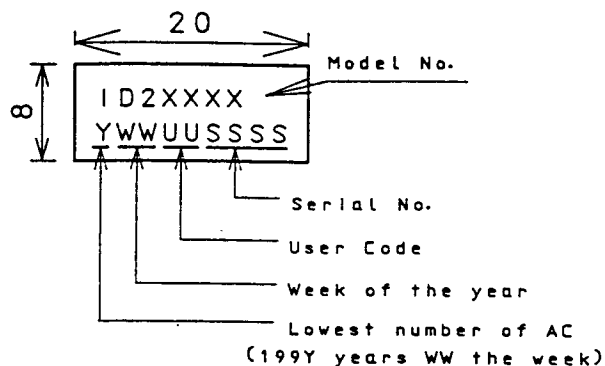 20
Model No.
8
ID2XXXX
YWWUUSSSS
Serial No.
User Code
Week of the year
Lowest number of AC
(199Y years WW the week)